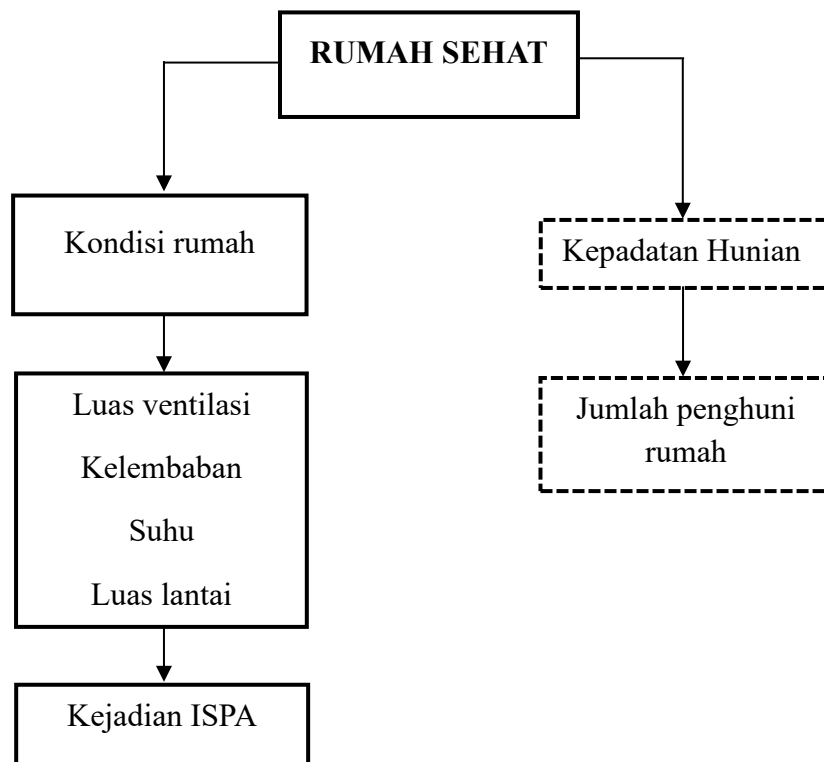 RUMAH SEHAT
Kondisi rumah
Kepadatan Hunian
Luas ventilasi
Kelembaban
Suhu
Luas lantai
Jumlah penghuni
rumah
Kejadian ISPA